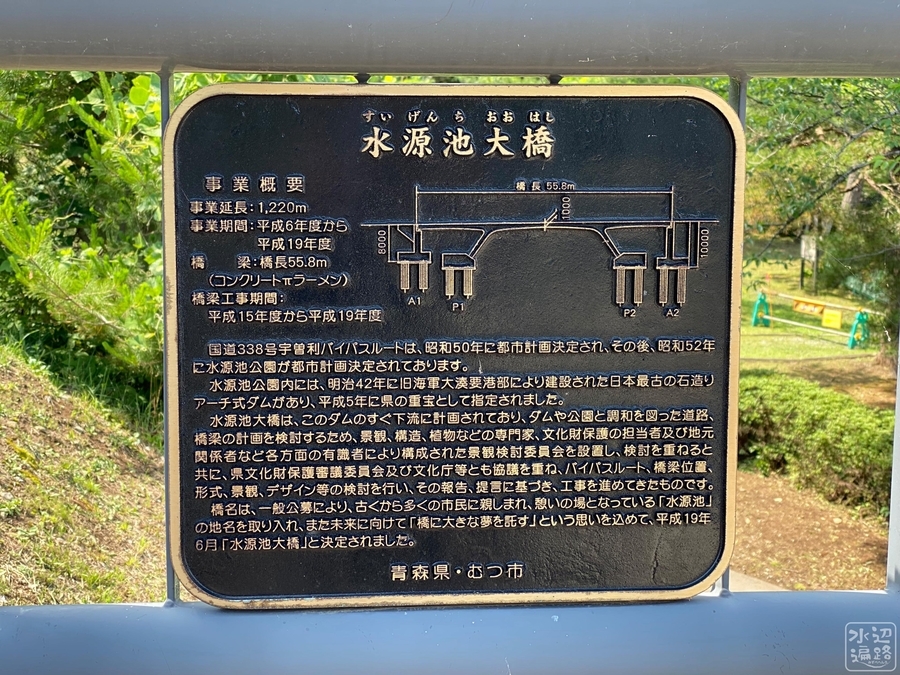 すいげんちおおはし
水源池大橋
事業概要
事業延長：1,220m
事業期間：平成6年度から
平成19年度
橋　　梁：橋長55.8m
（コンクリートπラーメン）
橋梁工事期間：
平成15年度から平成19年度
橋長 55.8m
1000
8000
10000
A1
P1
P2
A2
国道338号宇曽利バイパスルートは、昭和50年に都市計画決定され、その後、昭和52年
に水源池公園が都市計画決定されております。
水源池公園内には、明治42年に旧海軍大湊要港部により建設された日本最古の石造り
アーチ式ダムがあり、平成5年に県の重宝として指定されました。
水源池大橋は、このダムのすぐ下流に計画されており、ダムや公園と調和を図った道路、
橋梁の計画を検討するため、景観、構造、植物などの専門家、文化財保護の担当者及び地元
関係者など各方面の有識者により構成された景観検討委員会を設置し、検討を重ねると
共に、県文化財保護審議委員会及び文化庁等とも協議を重ね、バイパスルート、橋梁位置、
形式、景観、デザイン等の検討を行い、その報告、提言に基づき、工事を進めてきたものです。
橋名は、一般公募により、古くから多くの市民に親しまれ、憩いの場となっている「水源池」
の地名を取り入れ、また未来に向けて「橋に大きな夢を託す」という思いを込めて、平成19年
6月「水源池大橋」と決定されました。
青森県・むつ市
水辺
遍路